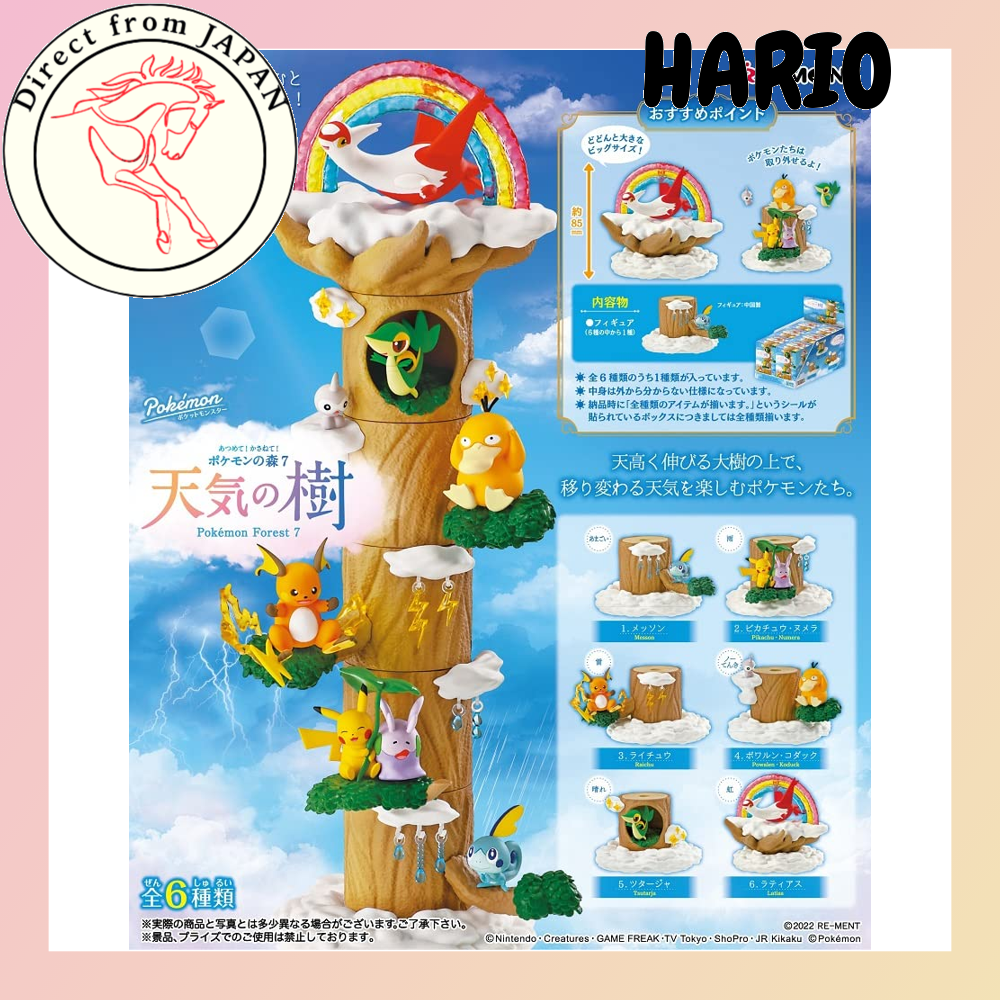 Direct from JAPAN
HARIO
おすすめポイント
どどんと大きな
ビッグサイズ！
ポケモンたちは
取り外せるよ！
約85mm
内容物
●フィギュア
（6種の中から1種）
フィギュア：中国製
✷ 全6種類のうち1種類が入っています。
✷ 中身は外から分からない仕様になっています。
✷ 納品時に「全種類のアイテムが揃います。」というシールが
貼られているボックスにつきましては全種類揃います。
Pokémon
ポケットモンスター
あつめて！かさねて！
ポケモンの森7
天気の樹
Pokémon Forest 7
天高く伸びる大樹の上で、
移り変わる天気を楽しむポケモンたち。
あまごい
1.メッソン
Messon
雨
2.ピカチュウ・ヌメラ
Pikachu・Numera
雷
3.ライチュウ
Raichu
ノーてんき
4.ポワルン・コダック
Powalen・Koduck
晴れ
5.ツタージャ
Tsutarja
虹
6.ラティアス
Latias
全6種類
※実際の商品と写真とは多少異なる場合がございます。ご了承下さい。
※景品、プライズでのご使用は禁止しております。
©2022 RE-MENT
©Nintendo・Creatures・GAME FREAK・TV Tokyo・ShoPro・JR Kikaku ©Pokémon